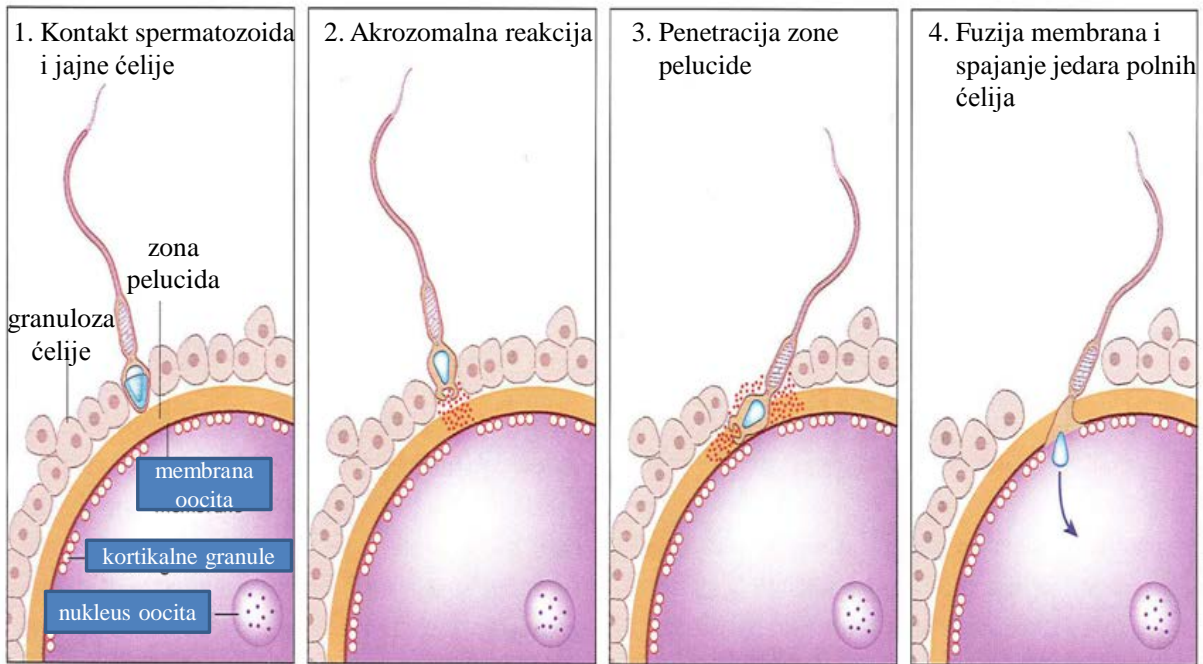 1. Kontakt spermatozoida
i jajne ćelije
2. Akrozomalna reakcija
3. Penetracija zone
pelucide
4. Fuzija membrana i
spajanje jedara polnih
ćelija
zona
pelucida
granuloza
ćelije
membrana
oocita
kortikalne granule
nukleus oocita